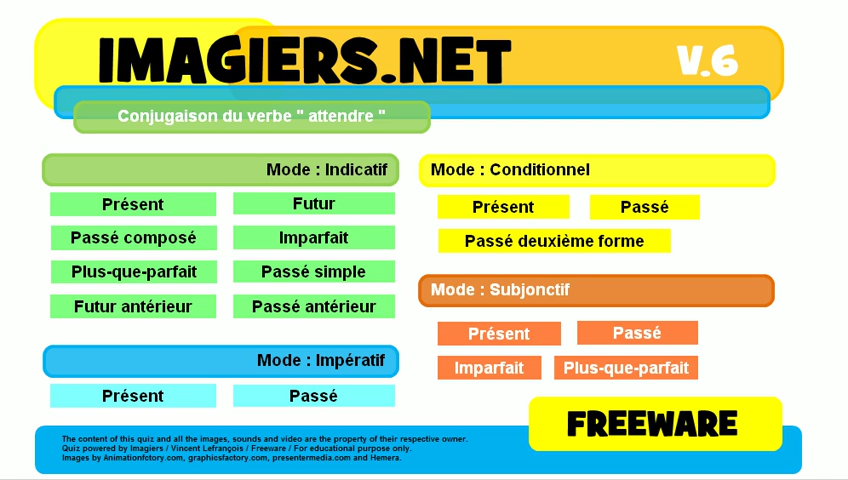 IMAGIERS.NET
V.6
Conjugaison du verbe " attendre "
Mode : Indicatif
Présent
Futur
Passé composé
Imparfait
Plus-que-parfait
Passé simple
Futur antérieur
Passé antérieur
Mode : Impératif
Présent
Passé
Mode : Conditionnel
Présent
Passé
Passé deuxième forme
Mode : Subjonctif
Présent
Passé
Imparfait
Plus-que-parfait
FREEWARE
The content of this quiz and all the images, sounds and video are the property of their respective owner.
Quiz powered by Imagiers / Vincent Lefrançois / Freeware / For educational purpose only.
Images by Animationfctory.com, graphicsfactory.com, presentermedia.com and Hemera.